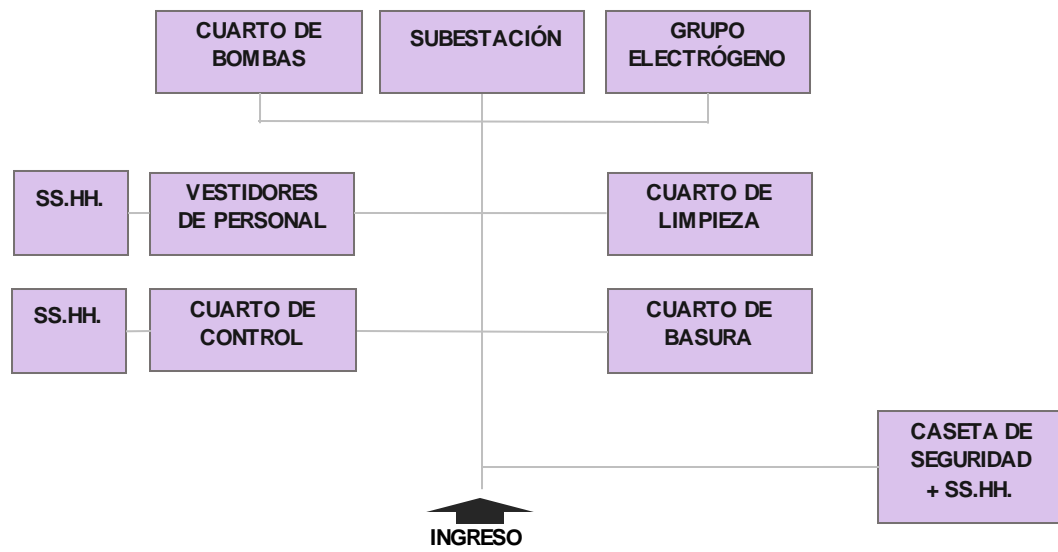 CUARTO DE
BOMBAS
SUBESTACIÓN
GRUPO
ELECTRÓGENO
SS.HH.
VESTIDORES
DE PERSONAL
CUARTO DE
LIMPIEZA
SS.HH.
CUARTO DE
CONTROL
CUARTO DE
BASURA
CASETA DE
SEGURIDAD
+ SS.HH.
INGRESO